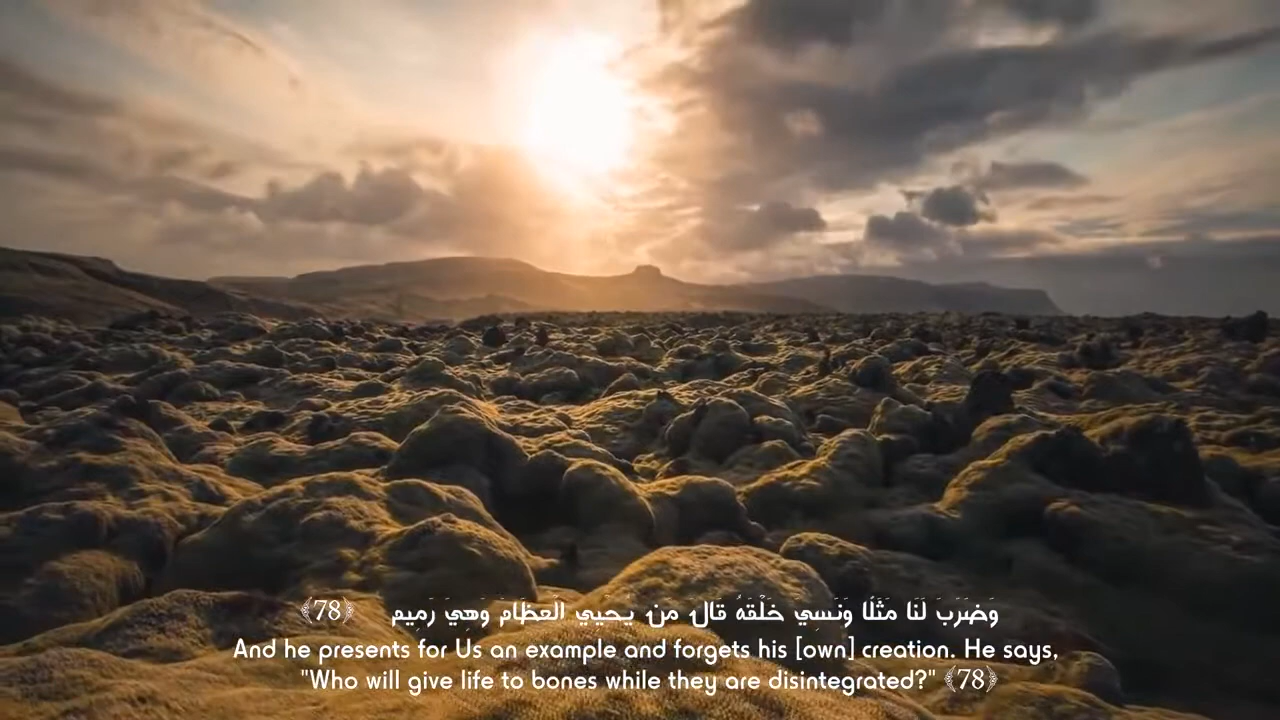 وَضَرَبَ لَنَا مَثَلًا وَنَسِيَ خَلْقَهُ قَالَ مَن يُحْيِي الْعِظَامَ وَهِيَ رَمِيم ﴿78﴾
And he presents for Us an example and forgets his [own] creation. He says,
"Who will give life to bones while they are disintegrated?" ﴿78﴾